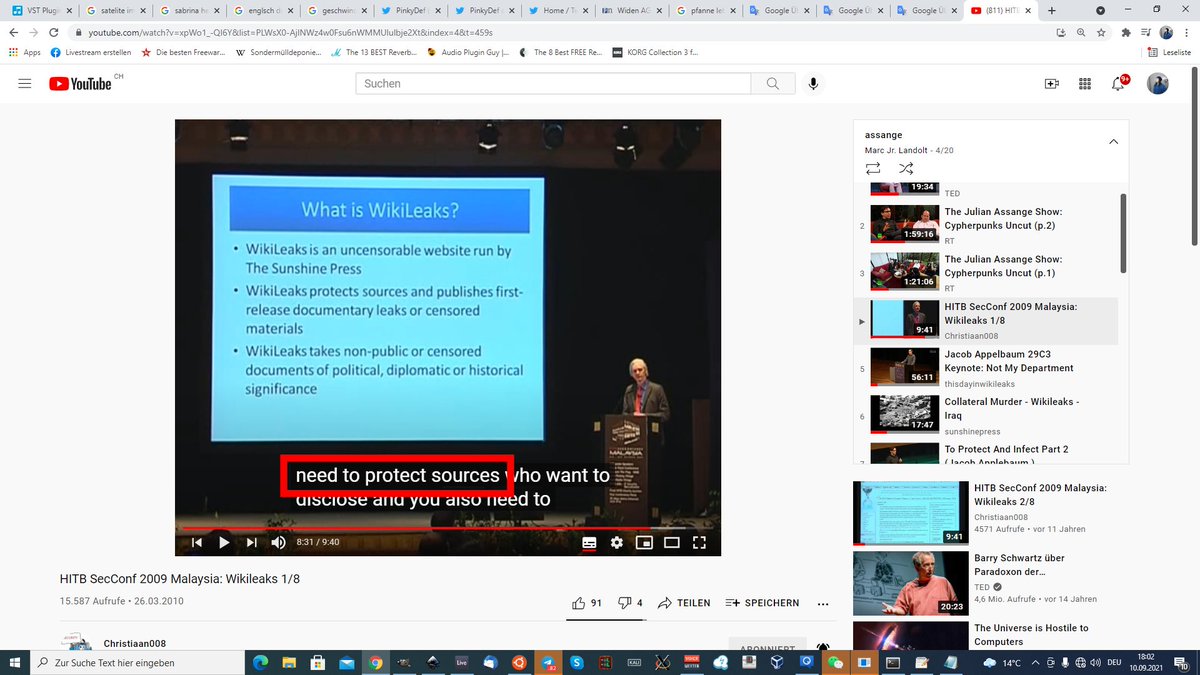 VST Plugin
satelite in
sabrina he
englsch d
geschwin
PinkyDef
PinkyDef
Home / T
Widen AG
pfanne le
Google Ü
Google Ü
Google Ü
(811) HIT
youtube.com/watch?v=xpWo1_-QI6Y&list=PLWsX0-AjINWz4w0Fsu6nWMMUlulbje2Xt&index=4&t=459s
Apps
Livestream erstellen
Die besten Freewar...
Sondermülldeponie...
The 13 BEST Reverb...
Audio Plugin Guy |...
The 8 Best FREE Re...
KORG Collection 3 f...
Leseliste
YouTube CH
Suchen
9+
What is WikiLeaks?
• WikiLeaks is an uncensorable website run by
The Sunshine Press
• WikiLeaks protects sources and publishes first-
release documentary leaks or censored
materials
• WikiLeaks takes non-public or censored
documents of political, diplomatic or historical
significance
MALAYSIA
need to protect sources who want to
disclose and you also need to
8:31 / 9:40
HITB SecConf 2009 Malaysia: Wikileaks 1/8
15.587 Aufrufe • 26.03.2010
91
4
TEILEN
SPEICHERN
Christiaan008
ABONNIERT
assange
Marc Jr. Landolt - 4/20
19:34
TED
2
1:59:16
The Julian Assange Show:
Cypherpunks Uncut (p.2)
RT
3
1:21:06
The Julian Assange Show:
Cypherpunks Uncut (p.1)
RT
9:41
HITB SecConf 2009 Malaysia:
Wikileaks 1/8
Christiaan008
5
56:11
Jacob Appelbaum 29C3
Keynote: Not My Department
thisdayinwikileaks
6
17:47
Collateral Murder - Wikileaks -
Iraq
sunshinepress
7
To Protect And Infect Part 2
( Jacob Appelbaum )
9:41
HITB SecConf 2009 Malaysia:
Wikileaks 2/8
Christiaan008
4571 Aufrufe • vor 11 Jahren
20:23
Barry Schwartz über
Paradoxon der...
TED
4,6 Mio. Aufrufe • vor 14 Jahren
The Universe is Hostile to
Computers
Zur Suche Text hier eingeben
Live
82
KALI
14°C
DEU
18:02
10.09.2021